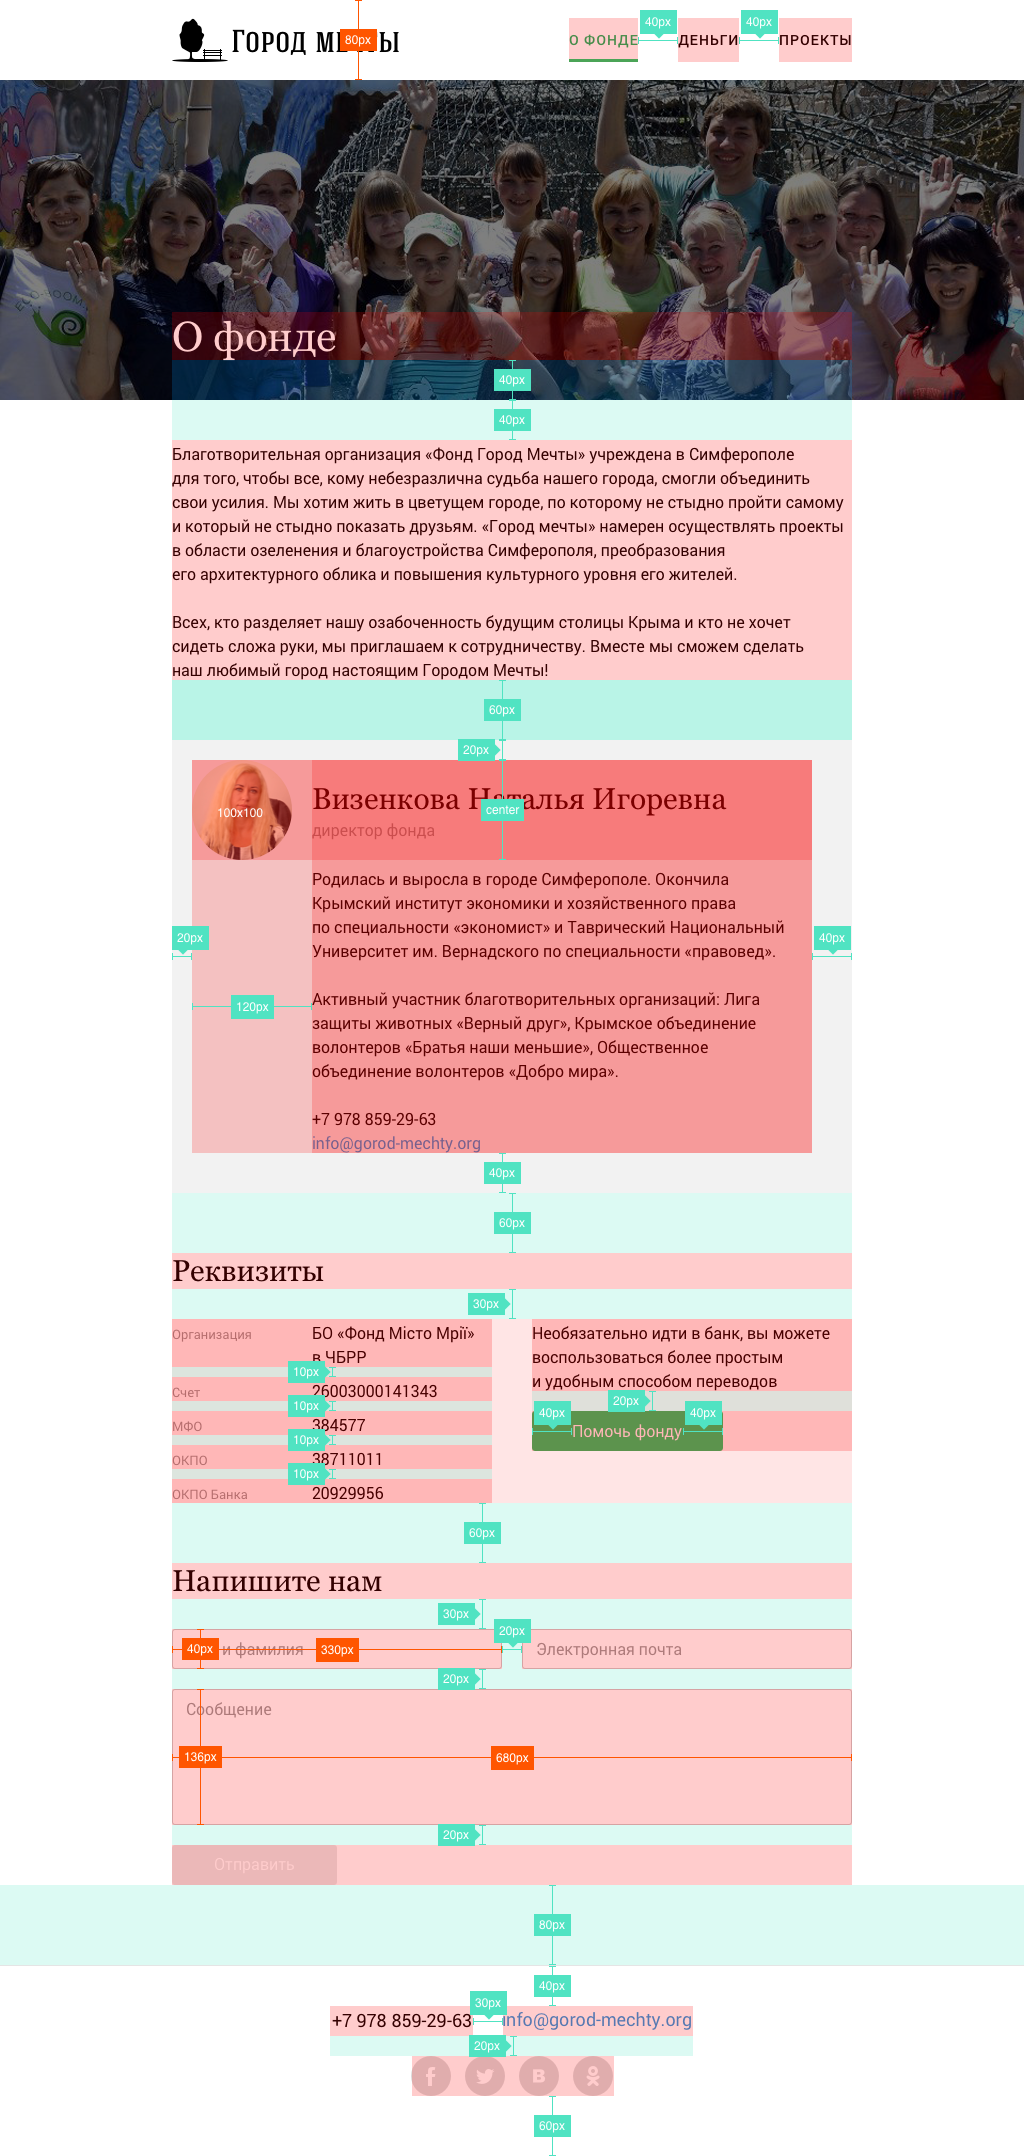 Город мечты
80px
О ФОНДЕ
40px
ДЕНЬГИ
40px
ПРОЕКТЫ
ECO-BOOM
О фонде
40px
40px
Благотворительная организация «Фонд Город Мечты» учреждена в Симферополе
для того, чтобы все, кому небезразлична судьба нашего города, смогли объединить
свои усилия. Мы хотим жить в цветущем городе, по которому не стыдно пройти самому
и который не стыдно показать друзьям. «Город мечты» намерен осуществлять проекты
в области озеленения и благоустройства Симферополя, преобразования
его архитектурного облика и повышения культурного уровня его жителей.
Всех, кто разделяет нашу озабоченность будущим столицы Крыма и кто не хочет
сидеть сложа руки, мы приглашаем к сотрудничеству. Вместе мы сможем сделать
наш любимый город настоящим Городом Мечты!
60px
20px
100x100
Визенкова Наталья Игоревна
center
директор фонда
Родилась и выросла в городе Симферополе. Окончила
Крымский институт экономики и хозяйственного права
по специальности «экономист» и Таврический Национальный
Университет им. Вернадского по специальности «правовед».
20px
40px
120px
Активный участник благотворительных организаций: Лига
защиты животных «Верный друг», Крымское объединение
волонтеров «Братья наши меньшие», Общественное
объединение волонтеров «Добро мира».
+7 978 859-29-63
info@gorod-mechty.org
40px
60px
Реквизиты
30px
Организация
БО «Фонд Місто Мрії»
в ЧБРР
10px
Счет
26003000141343
10px
МФО
384577
10px
ОКПО
38711011
10px
ОКПО Банка
20929956
Необязательно идти в банк, вы можете
воспользоваться более простым
и удобным способом переводов
20px
40px
40px
Помочь фонду
60px
Напишите нам
30px
20px
40px
и фамилия
330px
Электронная почта
20px
Сообщение
136px
680px
20px
Отправить
80px
40px
30px
+7 978 859-29-63
info@gorod-mechty.org
20px
60px